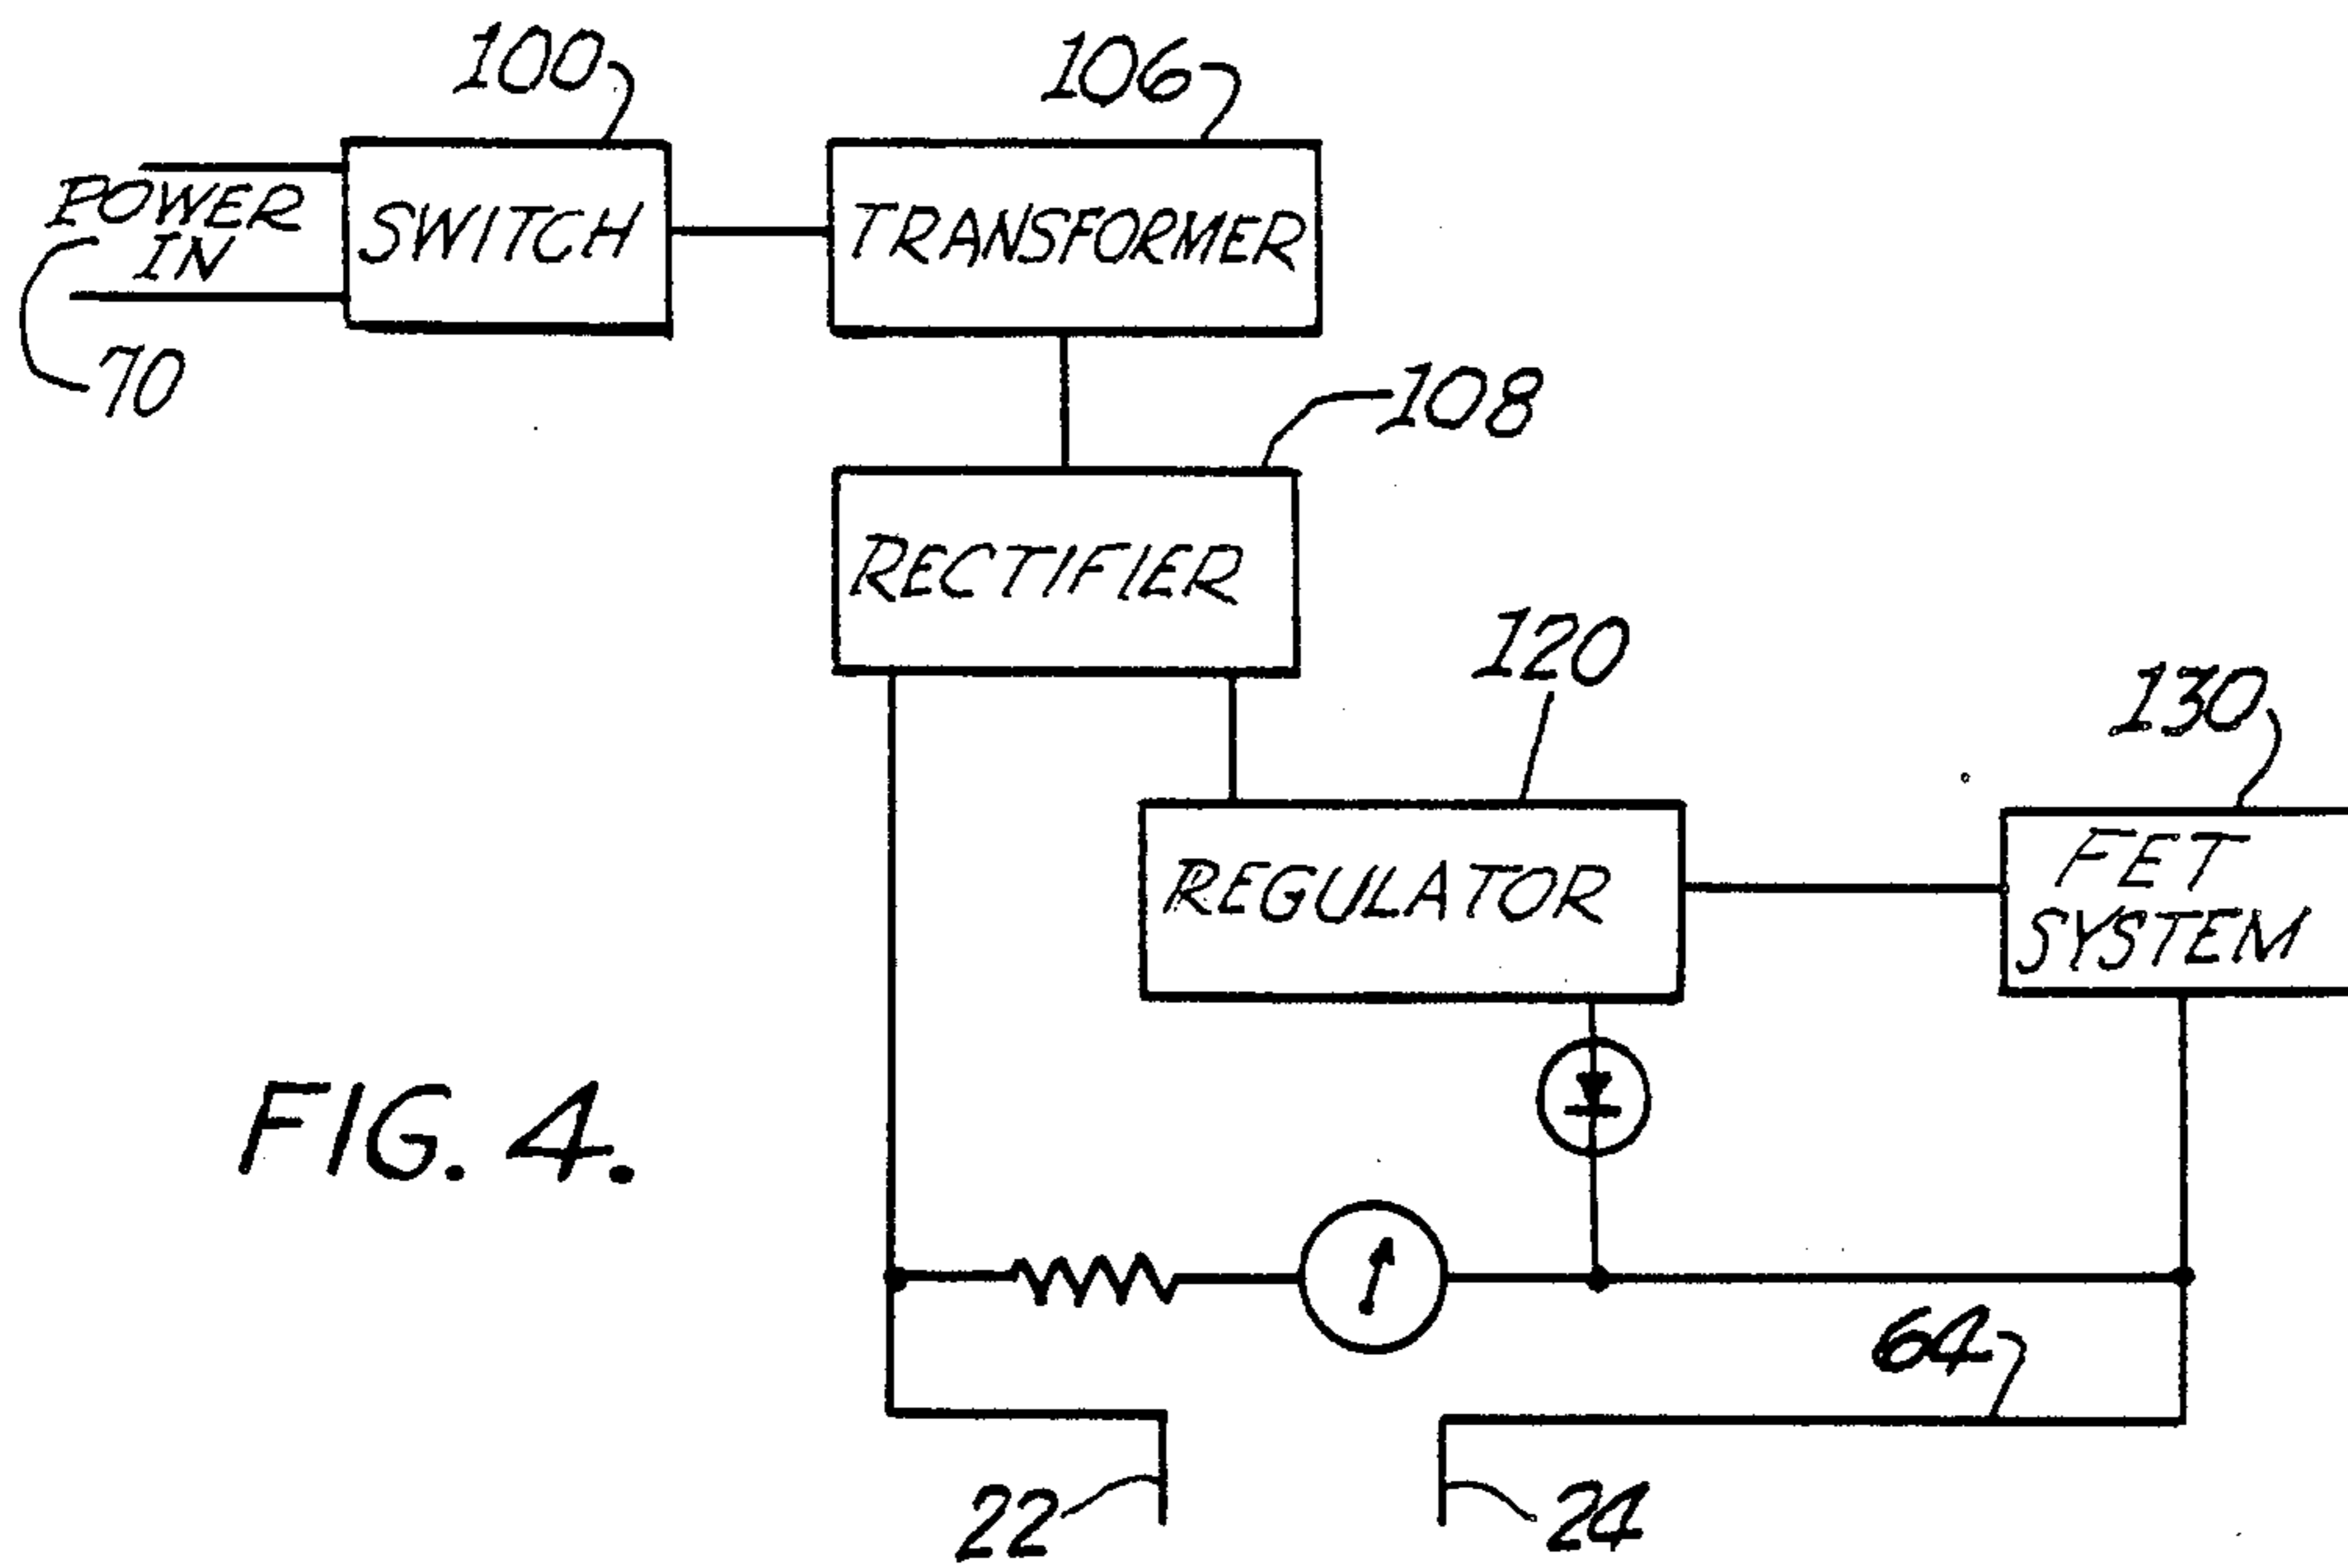 100
106
POWER
IN
SWITCH
TRANSFORMER
70
108
RECTIFIER
120
130
REGULATOR
FET
SYSTEM
FIG. 4.
64
22
24